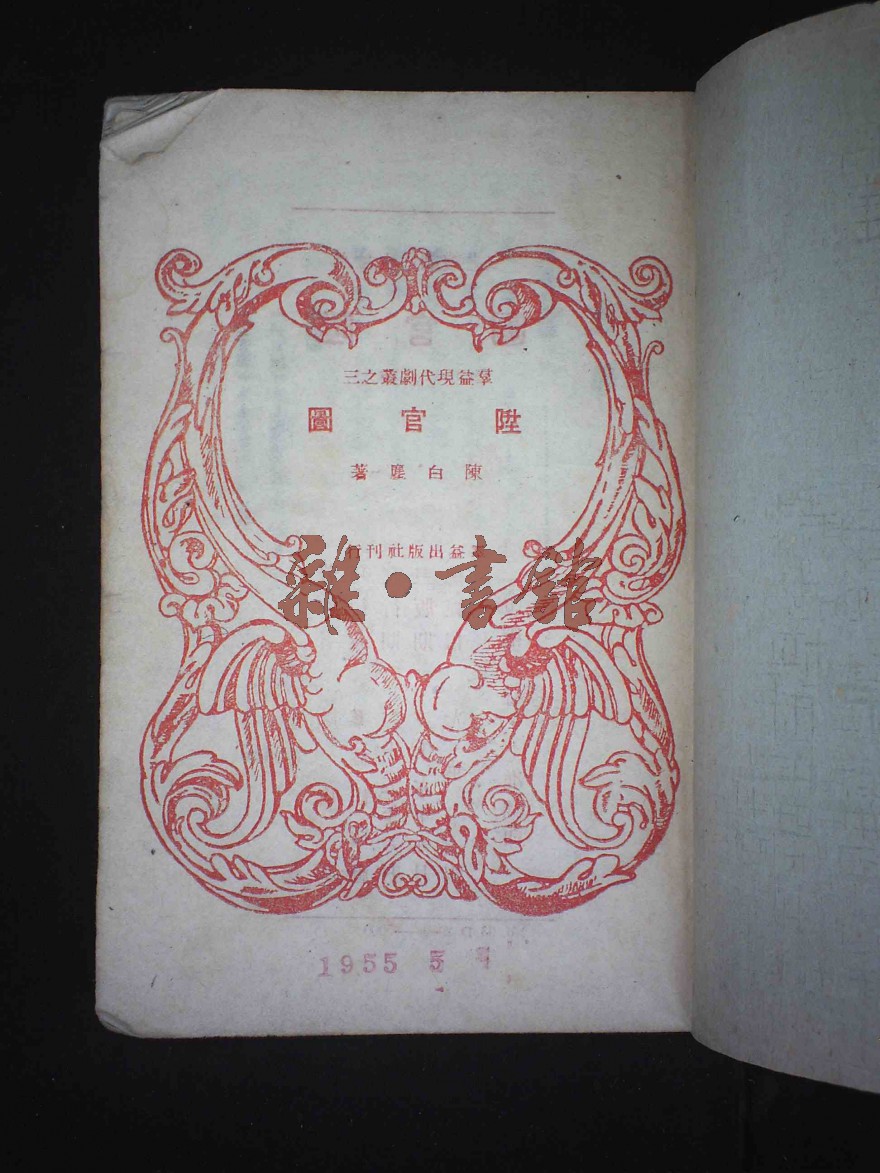 羣益現代劇叢之三
陞官圖
陳白塵著
益出版社刊行
雜·書館
1955 5